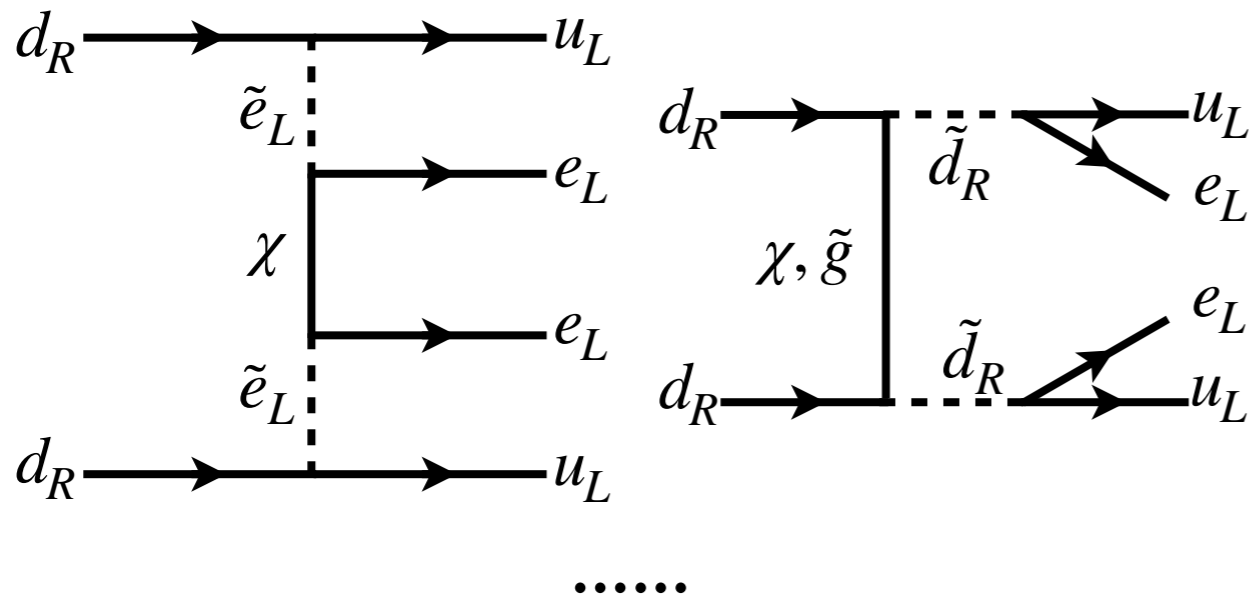 d_R u_L
ẽ_L
d_R d̃_R u_L
e_L
e_L
χ
χ, g̃
e_L
e_L
ẽ_L
d_R d̃_R u_L
d_R u_L
......